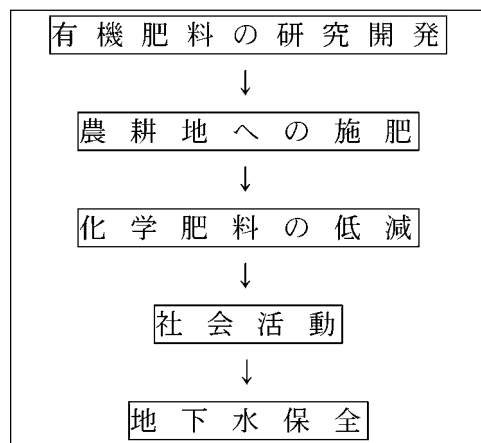 有機肥料の研究開発
↓
農耕地への施肥
↓
化学肥料の低減
↓
社会活動
↓
地下水保全